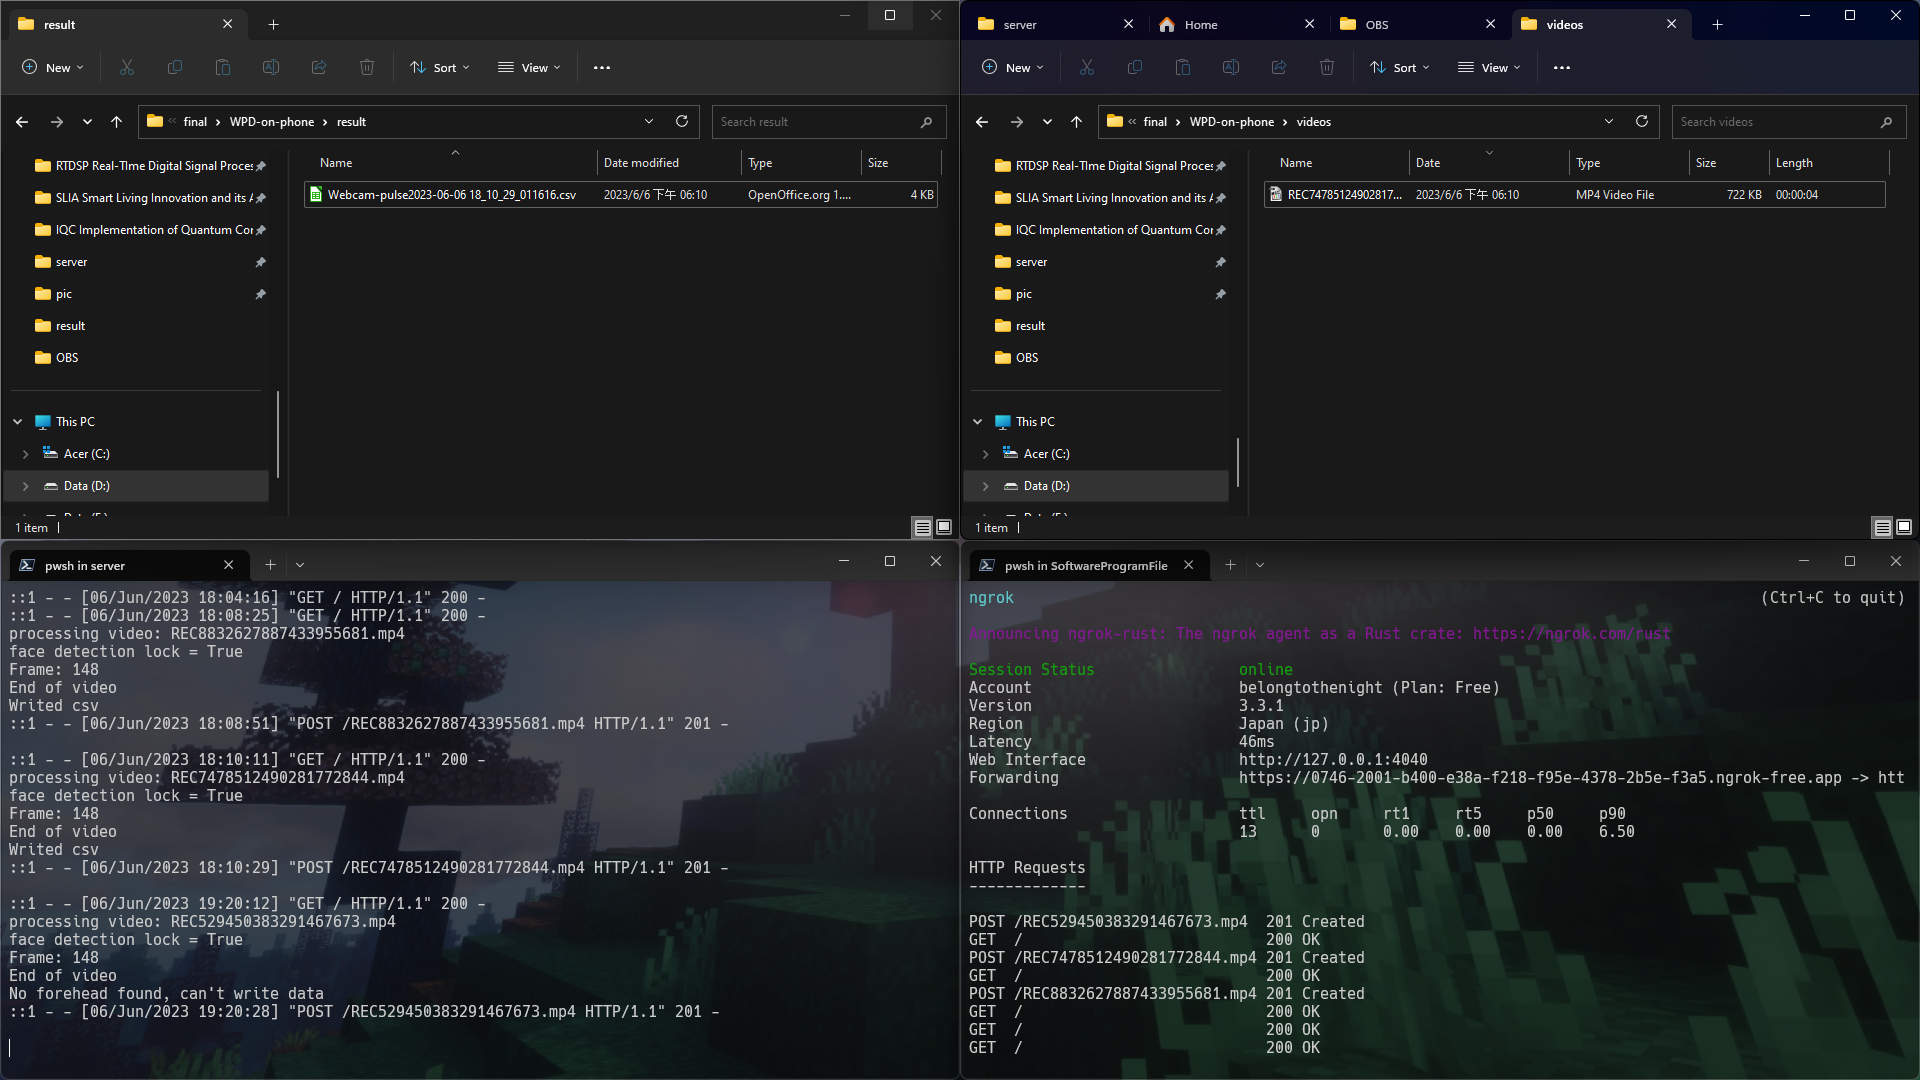 result
New
Sort
View
final > WPD-on-phone > result
Search result
RTDSP Real-TIme Digital Signal Proces
SLIA Smart Living Innovation and its A
IQC Implementation of Quantum Cor
server
pic
result
OBS
This PC
Acer (C:)
Data (D:)
Name Date modified Type Size
Webcam-pulse2023-06-06 18_10_29_011616.csv 2023/6/6 下午 06:10 OpenOffice.org 1.... 4 KB
1 item
server
Home
OBS
videos
New
Sort
View
final > WPD-on-phone > videos
Search videos
RTDSP Real-TIme Digital Signal Proces
SLIA Smart Living Innovation and its A
IQC Implementation of Quantum Cor
server
pic
result
OBS
This PC
Acer (C:)
Data (D:)
Name Date Type Size Length
REC74785124902817... 2023/6/6 下午 06:10 MP4 Video File 722 KB 00:00:04
1 item
pwsh in server
::1 - - [06/Jun/2023 18:04:16] "GET / HTTP/1.1" 200 -
::1 - - [06/Jun/2023 18:08:25] "GET / HTTP/1.1" 200 -
processing video: REC8832627887433955681.mp4
face detection lock = True
Frame: 148
End of video
Writed csv
::1 - - [06/Jun/2023 18:08:51] "POST /REC8832627887433955681.mp4 HTTP/1.1" 201 -
::1 - - [06/Jun/2023 18:10:11] "GET / HTTP/1.1" 200 -
processing video: REC7478512490281772844.mp4
face detection lock = True
Frame: 148
End of video
Writed csv
::1 - - [06/Jun/2023 18:10:29] "POST /REC7478512490281772844.mp4 HTTP/1.1" 201 -
::1 - - [06/Jun/2023 19:20:12] "GET / HTTP/1.1" 200 -
processing video: REC529450383291467673.mp4
face detection lock = True
Frame: 148
End of video
No forehead found, can't write data
::1 - - [06/Jun/2023 19:20:28] "POST /REC529450383291467673.mp4 HTTP/1.1" 201 -
pwsh in SoftwareProgramFile
ngrok (Ctrl+C to quit)
Announcing ngrok-rust: The ngrok agent as a Rust crate: https://ngrok.com/rust
Session Status online
Account belongtothenight (Plan: Free)
Version 3.3.1
Region Japan (jp)
Latency 46ms
Web Interface http://127.0.0.1:4040
Forwarding https://0746-2001-b400-e38a-f218-f95e-4378-2b5e-f3a5.ngrok-free.app -> htt
Connections ttl opn rt1 rt5 p50 p90
13 0 0.00 0.00 0.00 6.50
HTTP Requests
-------------
POST /REC529450383291467673.mp4 201 Created
GET / 200 OK
POST /REC7478512490281772844.mp4 201 Created
GET / 200 OK
POST /REC8832627887433955681.mp4 201 Created
GET / 200 OK
GET / 200 OK
GET / 200 OK